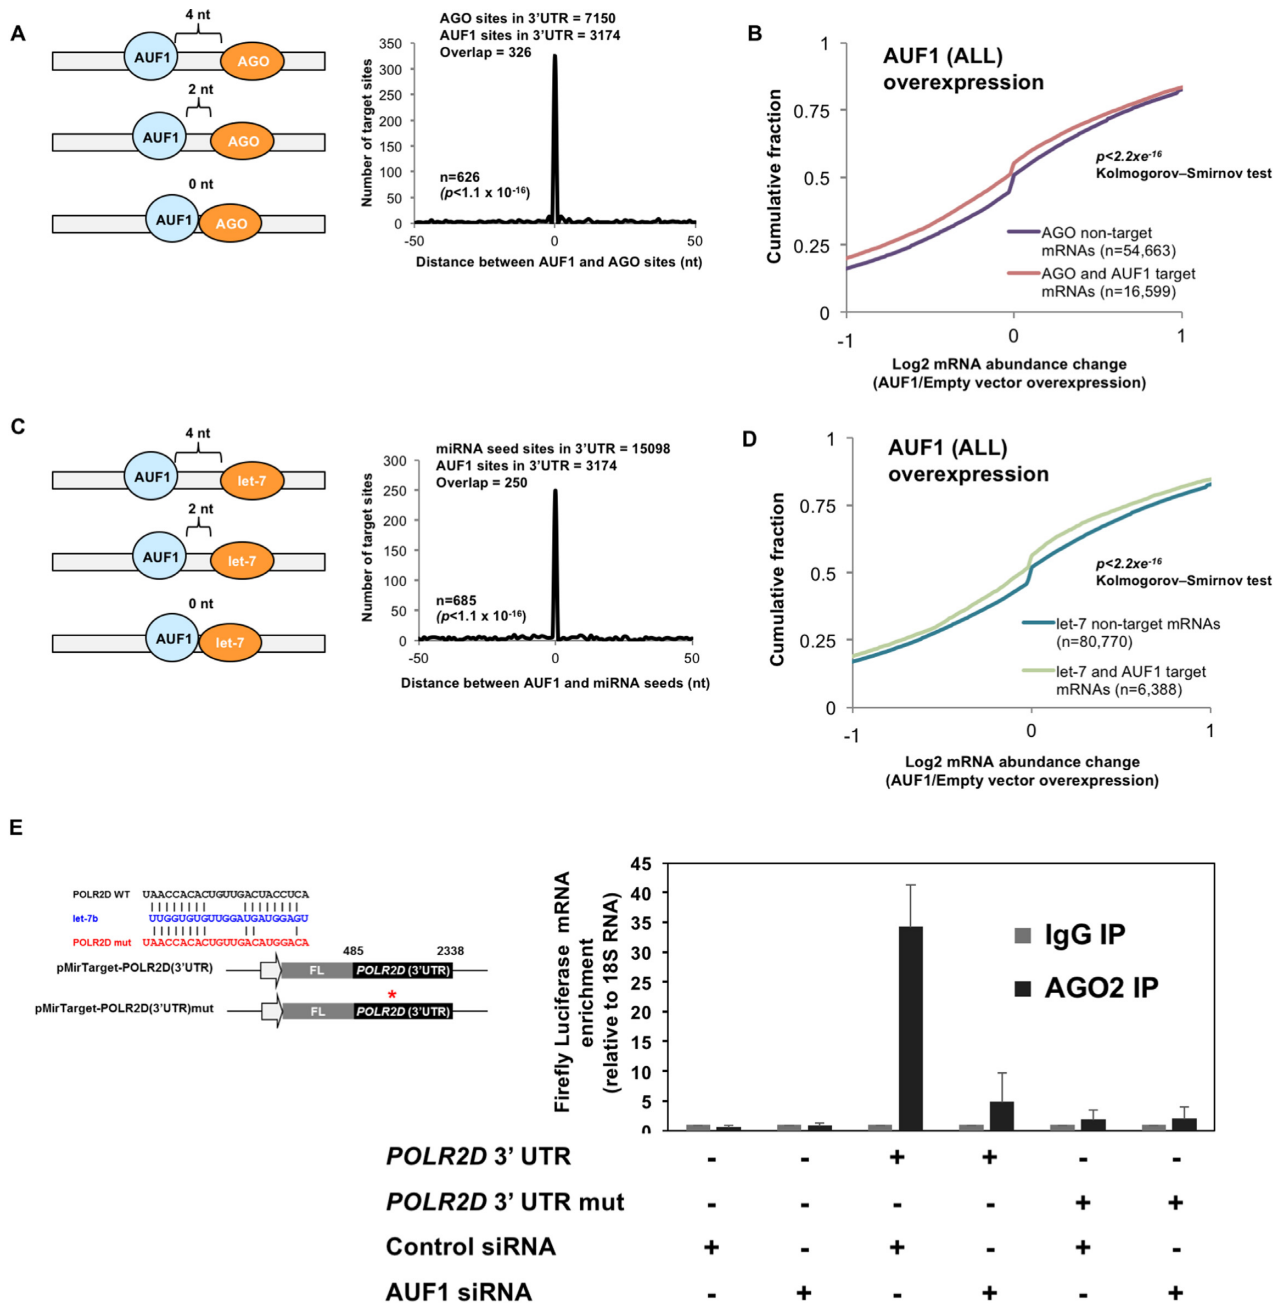 A
4 nt
AUF1
AGO
2 nt
AUF1
AGO
0 nt
AUF1
AGO
AGO sites in 3'UTR = 7150
AUF1 sites in 3'UTR = 3174
Overlap = 326
Number of target sites
350
300
250
200
150
100
50
0
n=626
(p<1.1 x 10-16)
-50
0
50
Distance between AUF1 and AGO sites (nt)
B
AUF1 (ALL)
overexpression
Cumulative fraction
1
0.75
0.5
0.25
0
p<2.2xe-16
Kolmogorov–Smirnov test
AGO non-target
mRNAs (n=54,663)
AGO and AUF1 target
mRNAs (n=16,599)
-1
0
1
Log2 mRNA abundance change
(AUF1/Empty vector overexpression)
C
4 nt
AUF1
let-7
2 nt
AUF1
let-7
0 nt
AUF1
let-7
miRNA seed sites in 3'UTR = 15098
AUF1 sites in 3'UTR = 3174
Overlap = 250
Number of target sites
300
250
200
150
100
50
0
n=685
(p<1.1 x 10-16)
-50
0
50
Distance between AUF1 and miRNA seeds (nt)
D
AUF1 (ALL)
overexpression
Cumulative fraction
1
0.75
0.5
0.25
0
p<2.2xe-16
Kolmogorov–Smirnov test
let-7 non-target mRNAs
(n=80,770)
let-7 and AUF1 target
mRNAs (n=6,388)
-1
0
1
Log2 mRNA abundance change
(AUF1/Empty vector overexpression)
E
POLR2D WT UAACCACACUGUUGACUACCUCA
let-7b UUGGUGUGUUGGAUGAUGGAGU
POLR2D mut UAACCACACUGUUGACAUGGACA
485 2338
pMirTarget-POLR2D(3'UTR) FL POLR2D (3'UTR)
*
pMirTarget-POLR2D(3'UTR)mut FL POLR2D (3'UTR)
Firefly Luciferase mRNA
enrichment
(relative to 18S RNA)
45
40
35
30
25
20
15
10
5
0
IgG IP
AGO2 IP
POLR2D 3' UTR - - + + - -
POLR2D 3' UTR mut - - - - + +
Control siRNA + - + - + -
AUF1 siRNA - + - + - +